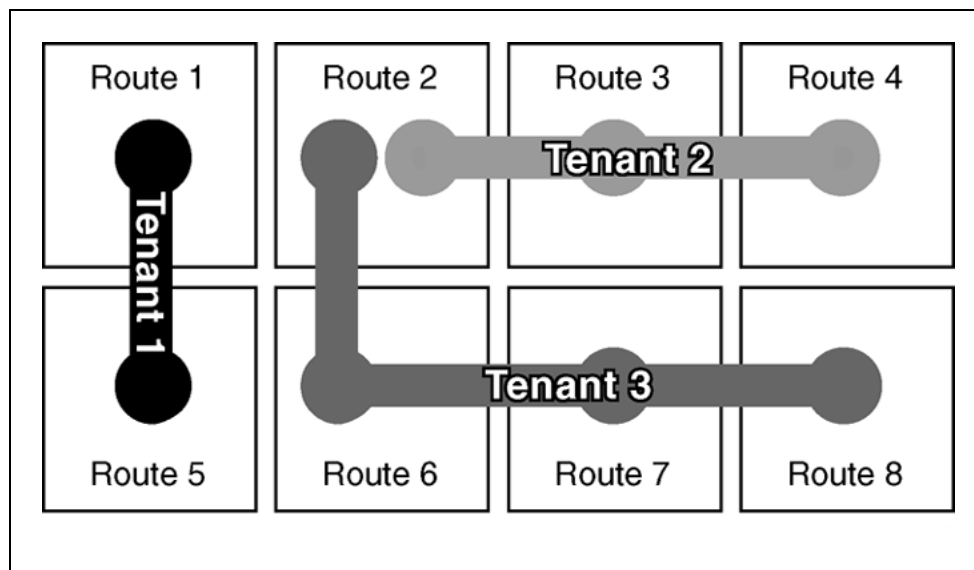 Route 1
Route 2
Route 3
Route 4
Tenant 1
Tenant 2
Tenant 3
Route 5
Route 6
Route 7
Route 8